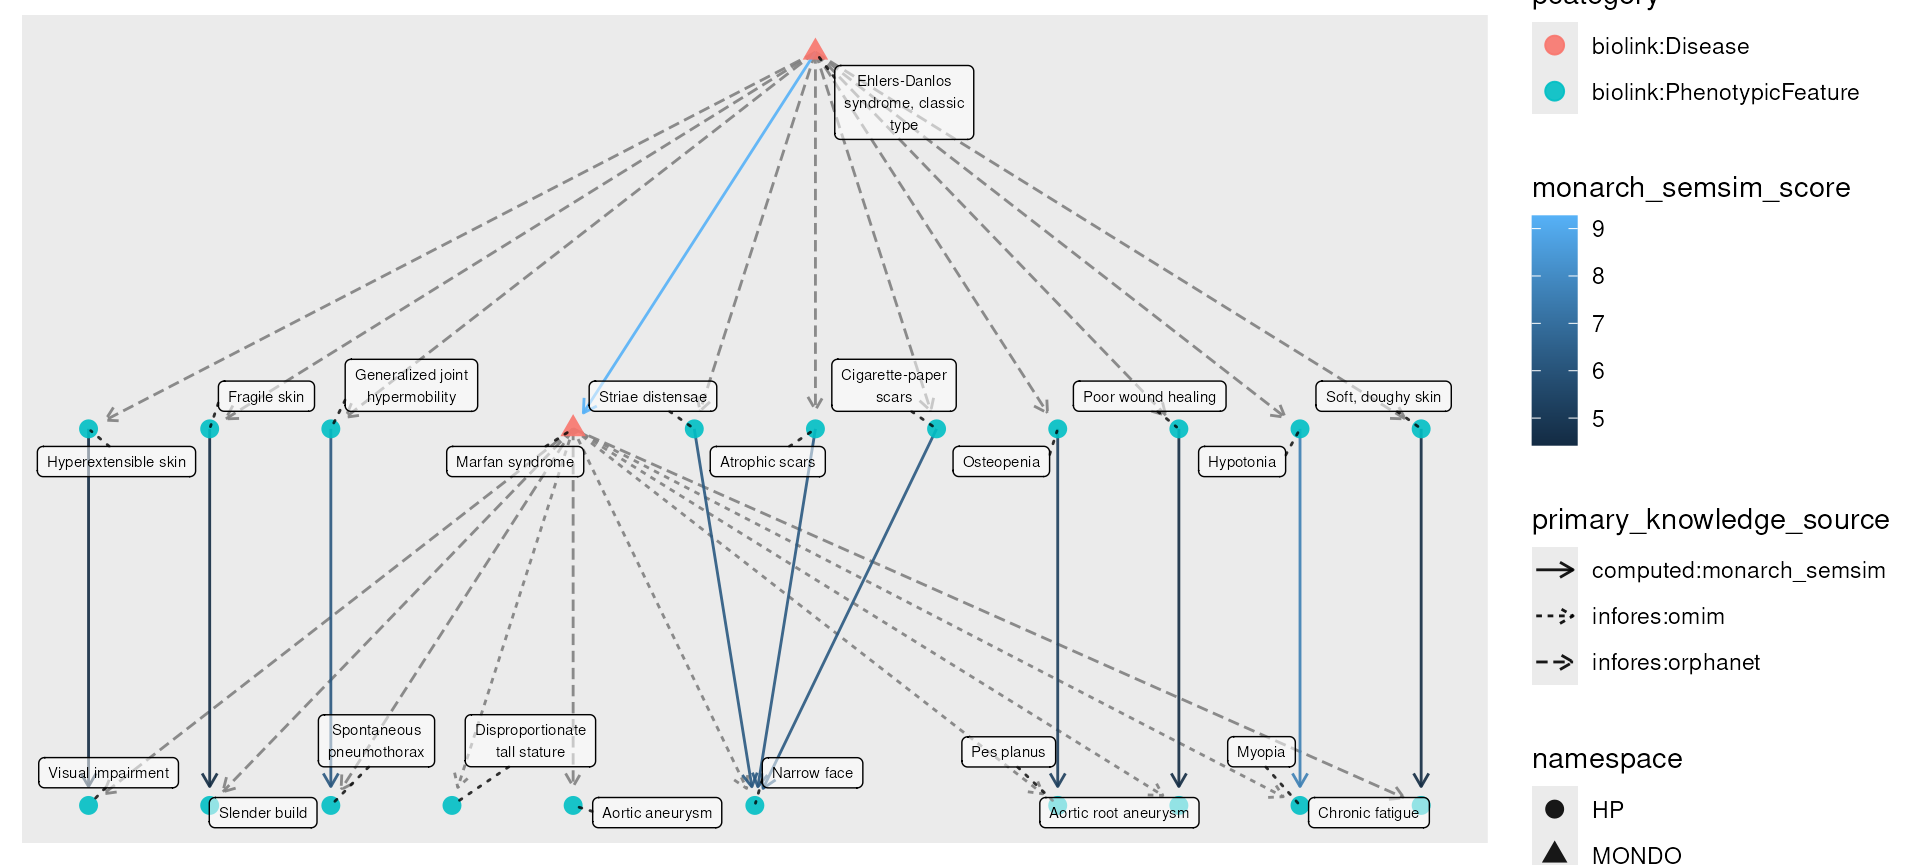 pcategory
biolink:Disease
biolink:PhenotypicFeature
Ehlers-Danlos
syndrome, classic
type
monarch_semsim_score
9
8
7
6
5
Generalized joint
hypermobility
Fragile skin
Striae distensae
Cigarette-paper
scars
Poor wound healing
Soft, doughy skin
Hyperextensible skin
Marfan syndrome
Atrophic scars
Osteopenia
Hypotonia
primary_knowledge_source
computed:monarch_semsim
infores:omim
infores:orphanet
Spontaneous
pneumothorax
Disproportionate
tall stature
Pes planus
Myopia
Visual impairment
Narrow face
Slender build
Aortic aneurysm
Aortic root aneurysm
Chronic fatigue
namespace
HP
MONDO